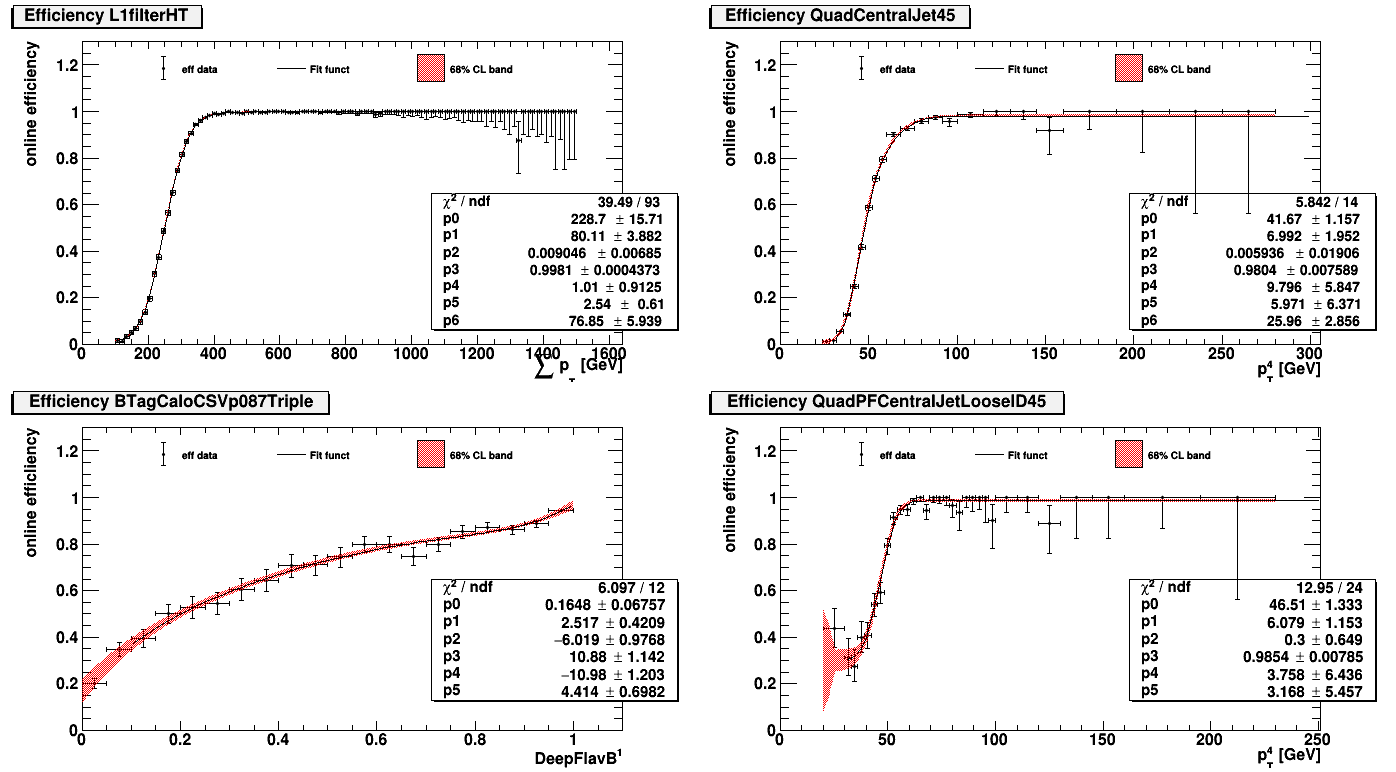 Efficiency L1filterHT
online efficiency
eff data
Fit funct
68% CL band
1.2
1
0.8
0.6
0.4
0.2
0
0 200 400 600 800 1000 1200 1400 1600
∑ p T [GeV]
χ² / ndf 39.49 / 93
p0 228.7 ± 15.71
p1 80.11 ± 3.882
p2 0.009046 ± 0.00685
p3 0.9981 ± 0.0004373
p4 1.01 ± 0.9125
p5 2.54 ± 0.61
p6 76.85 ± 5.939
Efficiency QuadCentralJet45
online efficiency
eff data
Fit funct
68% CL band
1.2
1
0.8
0.6
0.4
0.2
0
0 50 100 150 200 250 300
p⁴T [GeV]
χ² / ndf 5.842 / 14
p0 41.67 ± 1.157
p1 6.992 ± 1.952
p2 0.005936 ± 0.01906
p3 0.9804 ± 0.007589
p4 9.796 ± 5.847
p5 5.971 ± 6.371
p6 25.96 ± 2.856
Efficiency BTagCaloCSVp087Triple
online efficiency
eff data
Fit funct
68% CL band
1.2
1
0.8
0.6
0.4
0.2
0
0 0.2 0.4 0.6 0.8 1
DeepFlavB¹
χ² / ndf 6.097 / 12
p0 0.1648 ± 0.06757
p1 2.517 ± 0.4209
p2 −6.019 ± 0.9768
p3 10.88 ± 1.142
p4 −10.98 ± 1.203
p5 4.414 ± 0.6982
Efficiency QuadPFCentralJetLooseID45
online efficiency
eff data
Fit funct
68% CL band
1.2
1
0.8
0.6
0.4
0.2
0
0 50 100 150 200 250
p⁴T [GeV]
χ² / ndf 12.95 / 24
p0 46.51 ± 1.333
p1 6.079 ± 1.153
p2 0.3 ± 0.649
p3 0.9854 ± 0.00785
p4 3.758 ± 6.436
p5 3.168 ± 5.457